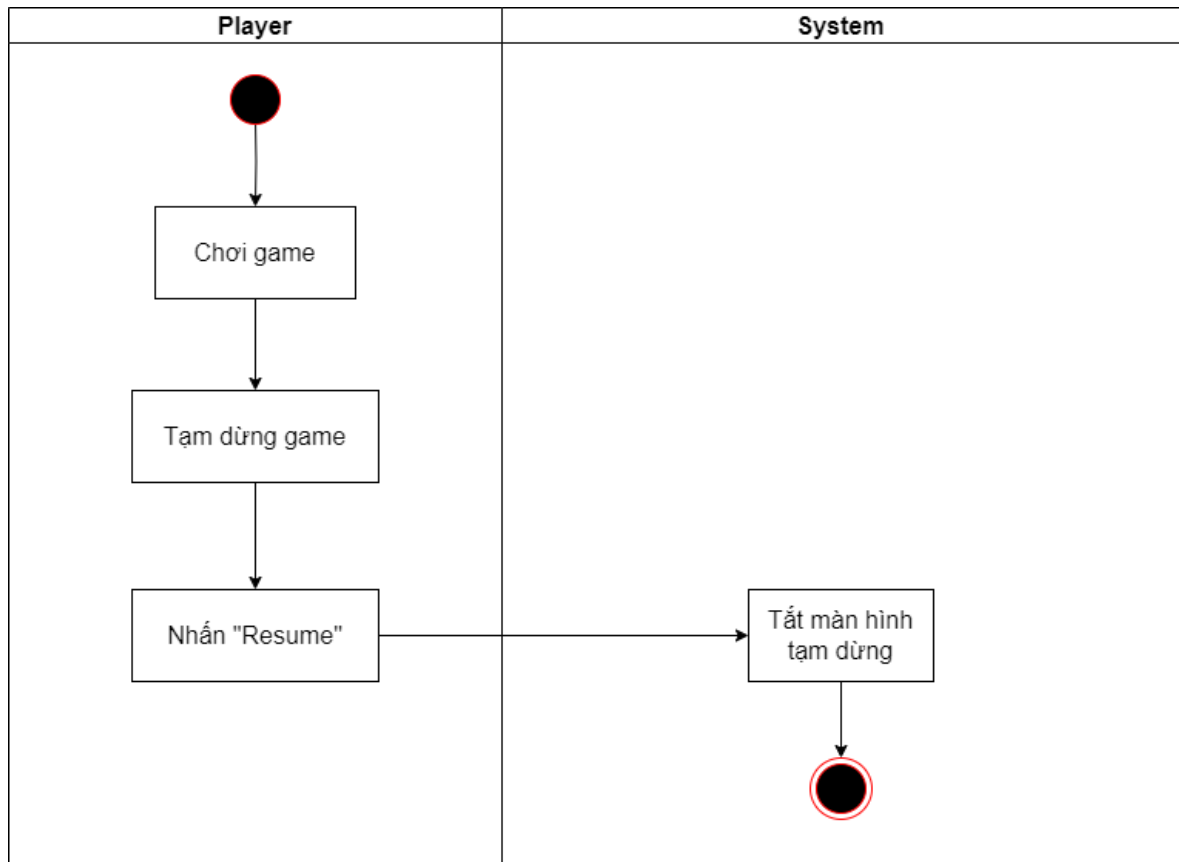 Player
System
Chơi game
Tạm dừng game
Nhấn "Resume"
Tắt màn hình
tạm dừng